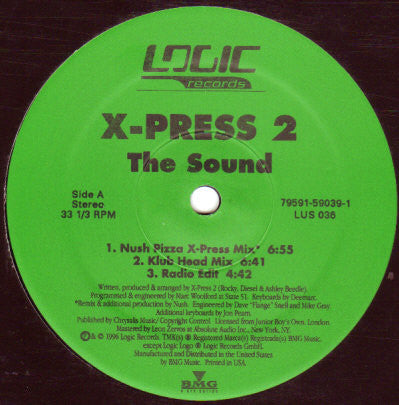 LOGIC
records
X-PRESS 2
The Sound
Side A
Stereo
33 1/3 RPM
79591-59039-1
LUS 036
1. Nush Pizza X-Press Mix* 6:55
2. Klub Head Mix 6:41
3. Radio Edit 4:42
Written, produced & arranged by X-Press 2 (Rocky, Diesel & Ashley Beedle).
Programmed & engineered by Matt Woolford at State 51. Keyboards by Deemarc.
*Remix & additional production by Nush. Engineered by Dave "Flange" Snell and Mike Gray.
Additional keyboards by Jon Pearn.
Published by Chrysalis Music/ Copyright Control. Licensed from Junior Boy's Own. London.
Mastered by Leon Zervos at Absolute Audio Inc., New York, NY.
℗ & © 1996 Logic Records. TMK(s) ® Registered Marca(s) Registrada(s) BMG Music.
except Logic Logo ® Logic Records GmbH.
Manufactured and Distributed in the United States
by BMG Music. Printed in USA.
BMG